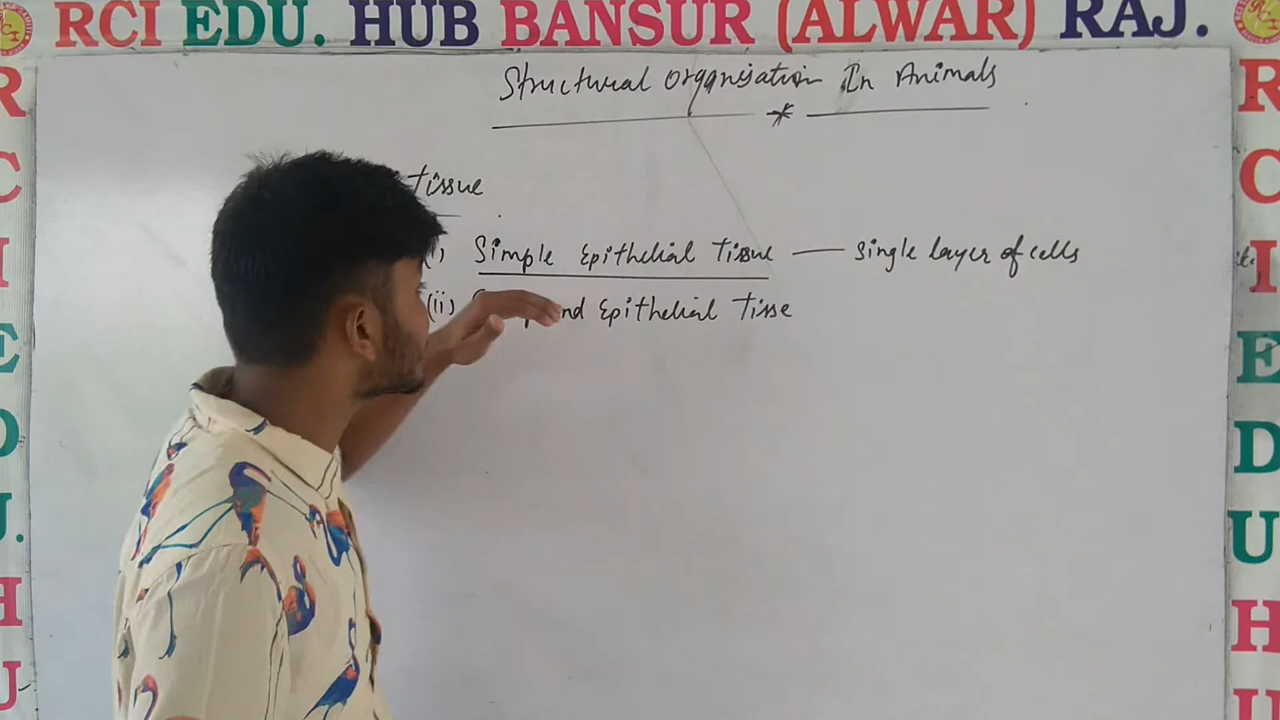 RCI EDU. HUB BANSUR (ALWAR) RAJ.
Structural Organisation In Animals
Tissue
(i) Simple Epithelial Tissue — Single layer of cells
(ii) nd Epithelial Tisse
R
C
I
E
D
U.
H
U
R
C
I
E
D
U
H
U